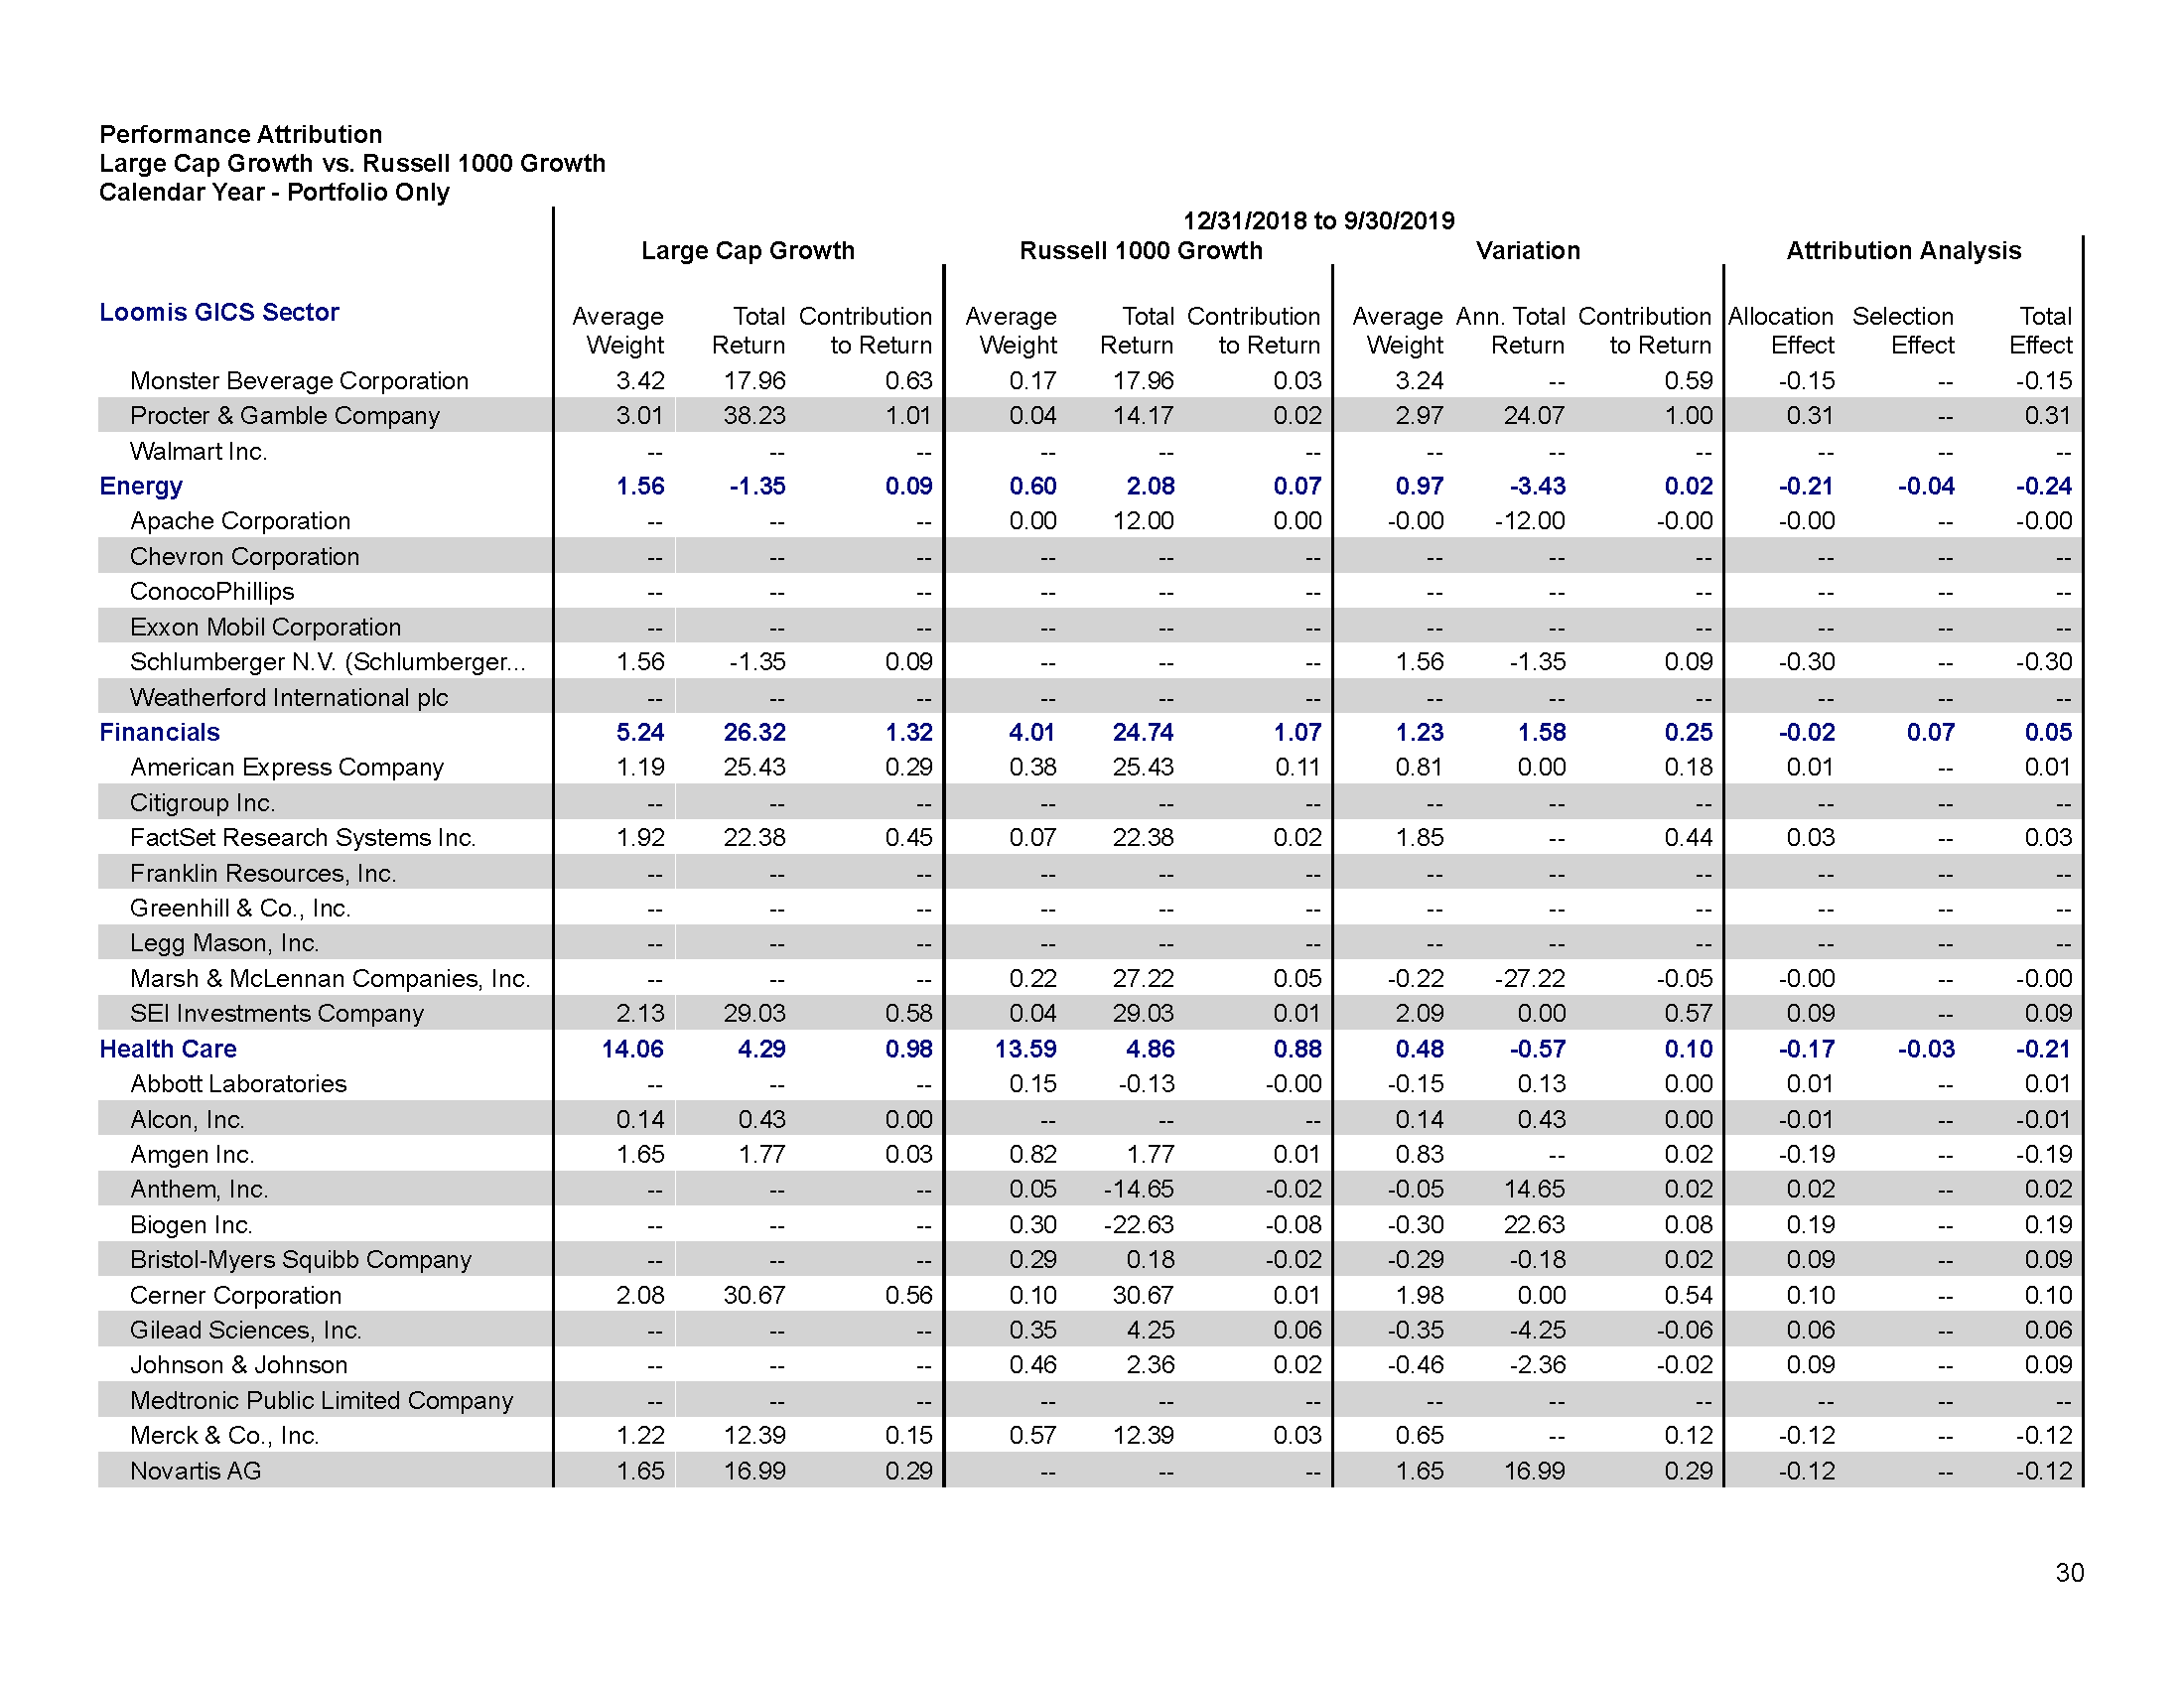 Performance Attribution
Large Cap Growth vs. Russell 1000 Growth
Calendar Year - Portfolio Only
12/31/2018 to 9/30/2019
Large Cap Growth Russell 1000 Growth Variation Attribution Analysis
Loomis GICS Sector Average Total Contribution Average Total Contribution Average Ann. Total Contribution Allocation Selection Total
Weight Return to Return Weight Return to Return Weight Return to Return Effect Effect Effect
Monster Beverage Corporation 3.42 17.96 0.63 0.17 17.96 0.03 3.24 -- 0.59 -0.15 -- -0.15
Procter & Gamble Company 3.01 38.23 1.01 0.04 14.17 0.02 2.97 24.07 1.00 0.31 -- 0.31
Walmart Inc. -- -- -- -- -- -- -- -- -- -- -- --
Energy 1.56 -1.35 0.09 0.60 2.08 0.07 0.97 -3.43 0.02 -0.21 -0.04 -0.24
Apache Corporation -- -- -- 0.00 12.00 0.00 -0.00 -12.00 -0.00 -0.00 -- -0.00
Chevron Corporation -- -- -- -- -- -- -- -- -- -- -- --
ConocoPhillips -- -- -- -- -- -- -- -- -- -- -- --
Exxon Mobil Corporation -- -- -- -- -- -- -- -- -- -- -- --
Schlumberger N.V. (Schlumberger... 1.56 -1.35 0.09 -- -- -- 1.56 -1.35 0.09 -0.30 -- -0.30
Weatherford International plc -- -- -- -- -- -- -- -- -- -- -- --
Financials 5.24 26.32 1.32 4.01 24.74 1.07 1.23 1.58 0.25 -0.02 0.07 0.05
American Express Company 1.19 25.43 0.29 0.38 25.43 0.11 0.81 0.00 0.18 0.01 -- 0.01
Citigroup Inc. -- -- -- -- -- -- -- -- -- -- -- --
FactSet Research Systems Inc. 1.92 22.38 0.45 0.07 22.38 0.02 1.85 -- 0.44 0.03 -- 0.03
Franklin Resources, Inc. -- -- -- -- -- -- -- -- -- -- -- --
Greenhill & Co., Inc. -- -- -- -- -- -- -- -- -- -- -- --
Legg Mason, Inc. -- -- -- -- -- -- -- -- -- -- -- --
Marsh & McLennan Companies, Inc. -- -- -- 0.22 27.22 0.05 -0.22 -27.22 -0.05 -0.00 -- -0.00
SEI Investments Company 2.13 29.03 0.58 0.04 29.03 0.01 2.09 0.00 0.57 0.09 -- 0.09
Health Care 14.06 4.29 0.98 13.59 4.86 0.88 0.48 -0.57 0.10 -0.17 -0.03 -0.21
Abbott Laboratories -- -- -- 0.15 -0.13 -0.00 -0.15 0.13 0.00 0.01 -- 0.01
Alcon, Inc. 0.14 0.43 0.00 -- -- -- 0.14 0.43 0.00 -0.01 -- -0.01
Amgen Inc. 1.65 1.77 0.03 0.82 1.77 0.01 0.83 -- 0.02 -0.19 -- -0.19
Anthem, Inc. -- -- -- 0.05 -14.65 -0.02 -0.05 14.65 0.02 0.02 -- 0.02
Biogen Inc. -- -- -- 0.30 -22.63 -0.08 -0.30 22.63 0.08 0.19 -- 0.19
Bristol-Myers Squibb Company -- -- -- 0.29 0.18 -0.02 -0.29 -0.18 0.02 0.09 -- 0.09
Cerner Corporation 2.08 30.67 0.56 0.10 30.67 0.01 1.98 0.00 0.54 0.10 -- 0.10
Gilead Sciences, Inc. -- -- -- 0.35 4.25 0.06 -0.35 -4.25 -0.06 0.06 -- 0.06
Johnson & Johnson -- -- -- 0.46 2.36 0.02 -0.46 -2.36 -0.02 0.09 -- 0.09
Medtronic Public Limited Company -- -- -- -- -- -- -- -- -- -- -- --
Merck & Co., Inc. 1.22 12.39 0.15 0.57 12.39 0.03 0.65 -- 0.12 -0.12 -- -0.12
Novartis AG 1.65 16.99 0.29 -- -- -- 1.65 16.99 0.29 -0.12 -- -0.12
30